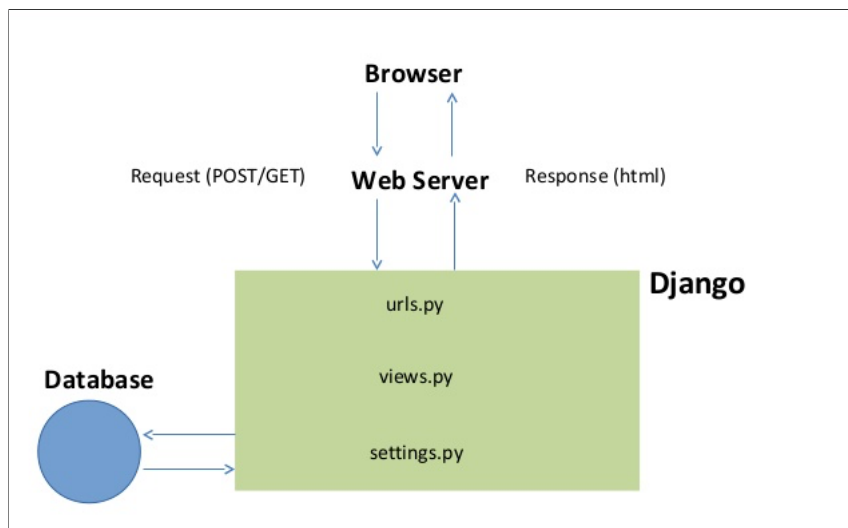 Browser
Request (POST/GET)
Web Server
Response (html)
Django
urls.py
views.py
Database
settings.py